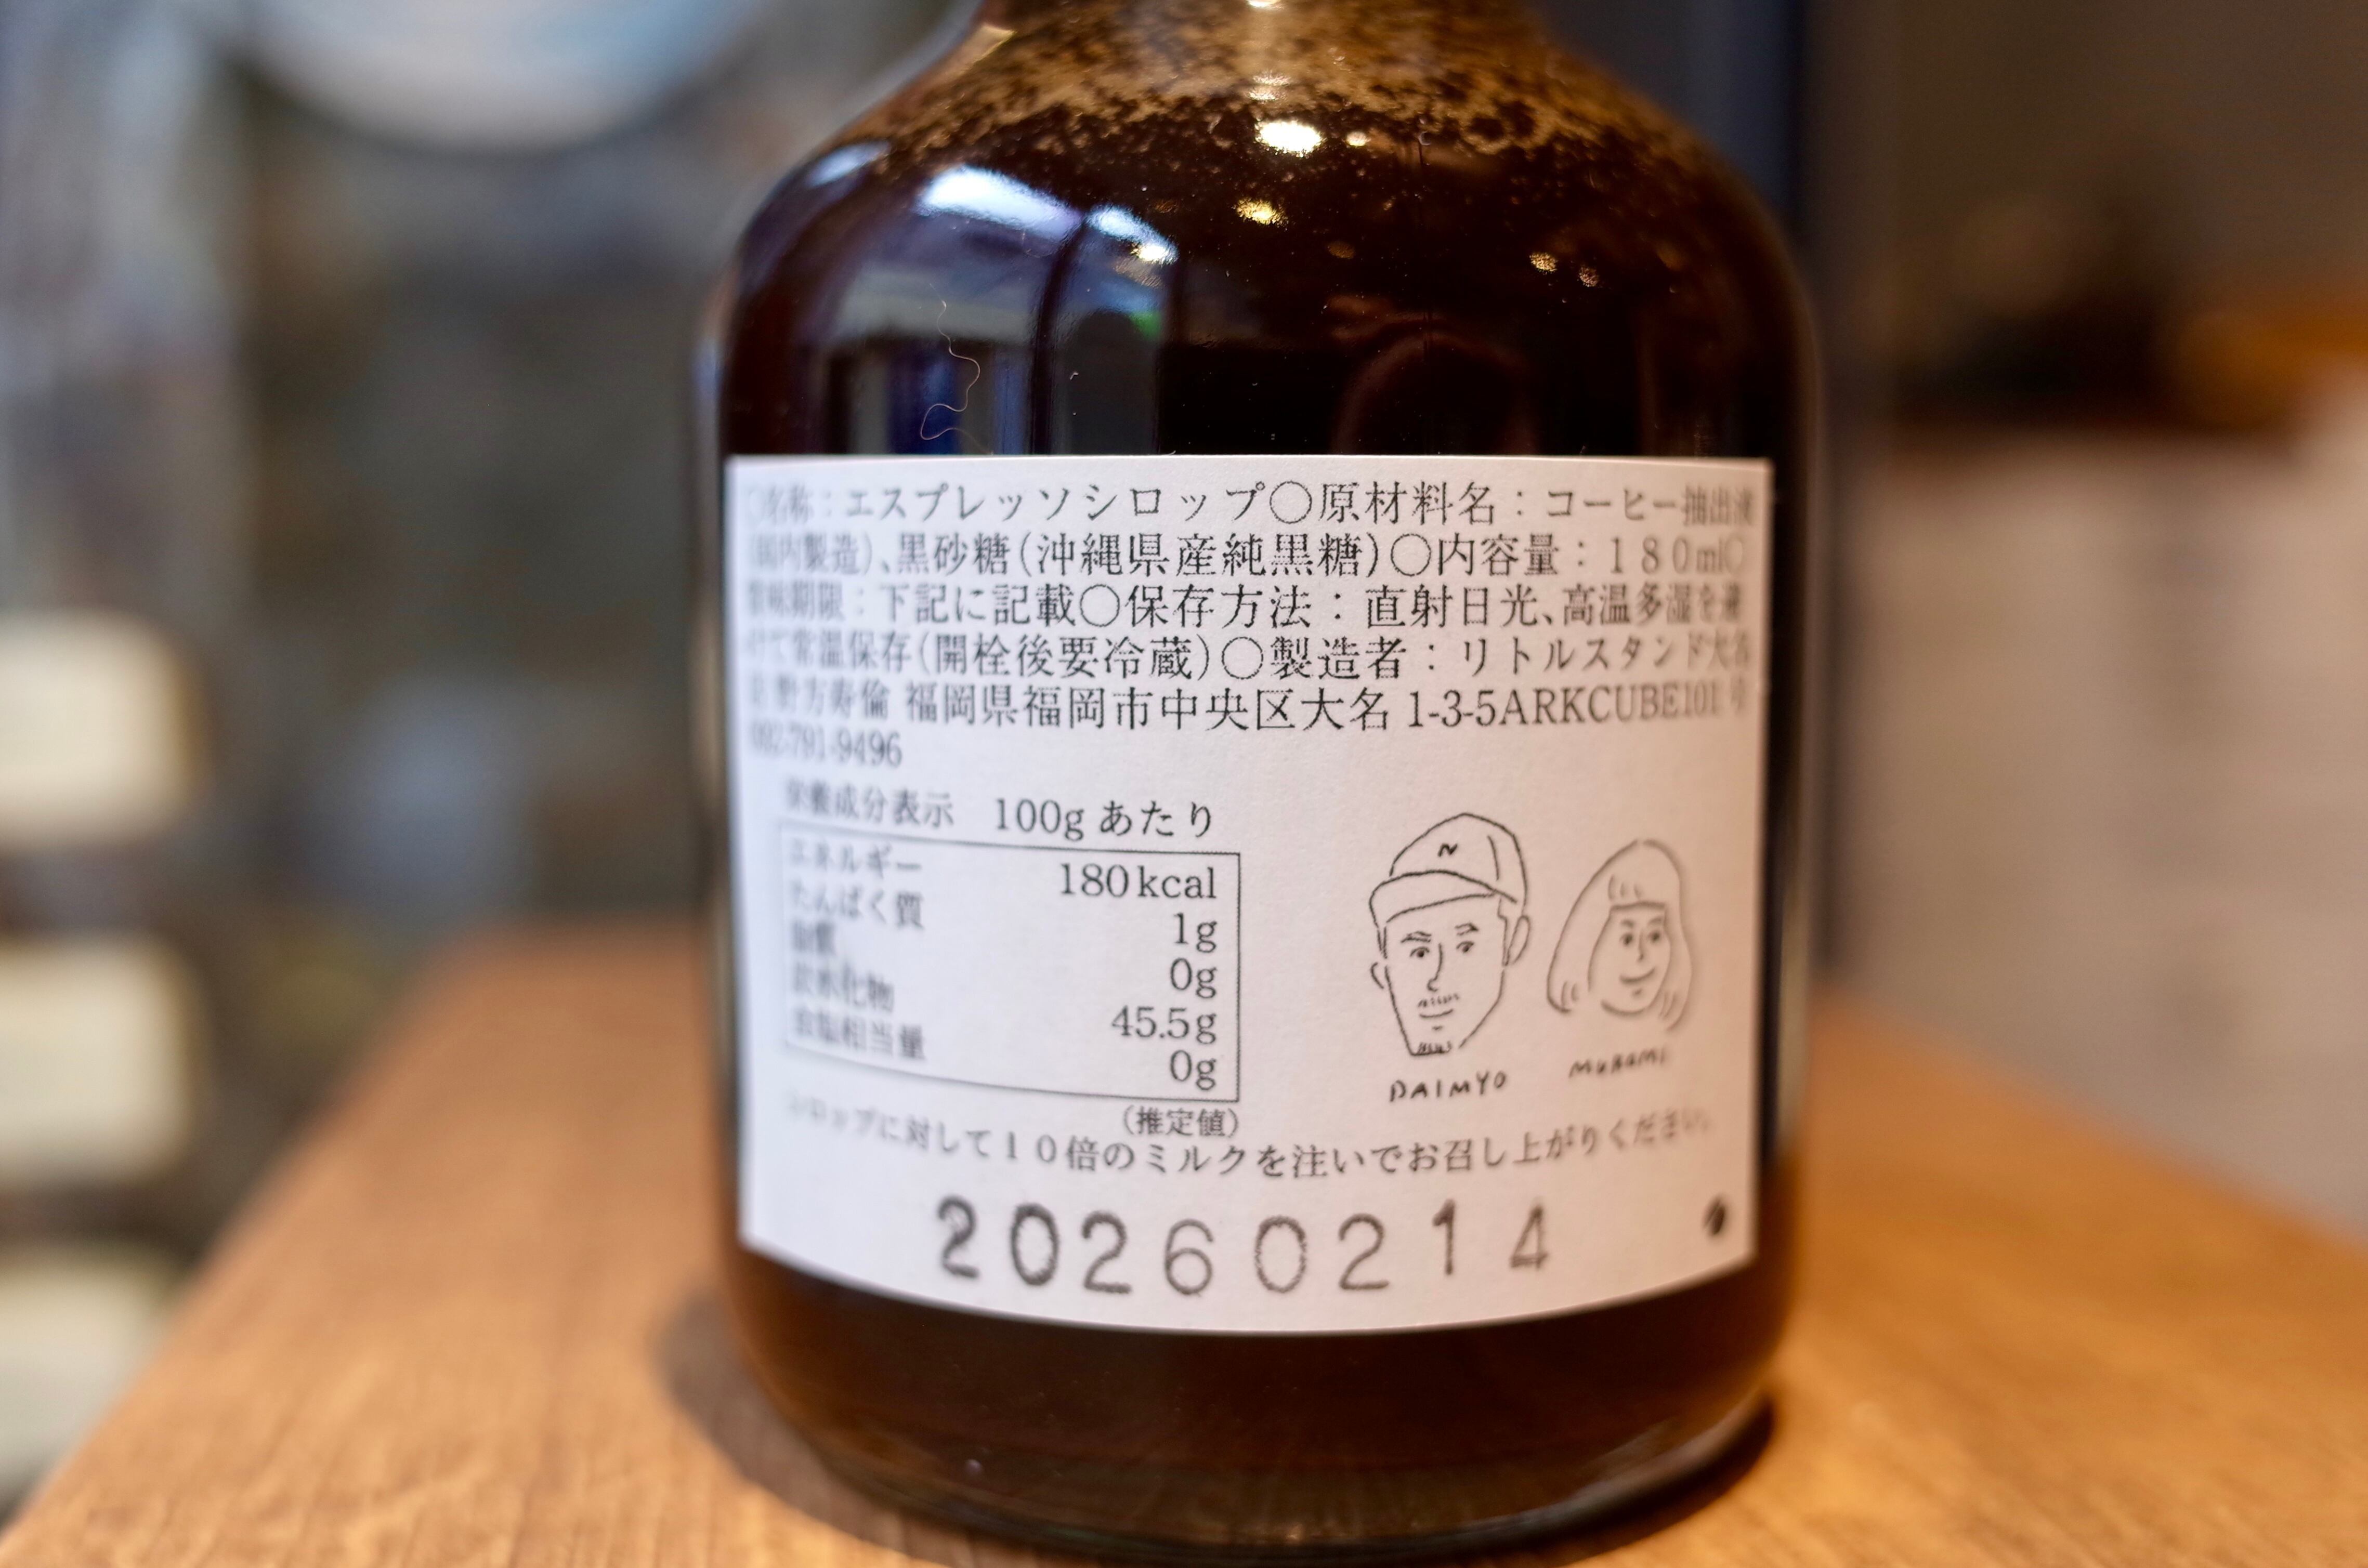 〇名称：エスプレッソシロップ〇原材料名：コーヒー抽出液
(国内製造)、黒砂糖(沖縄県産純黒糖)〇内容量：１８０ml〇
賞味期限：下記に記載〇保存方法：直射日光、高温多湿を避
けて常温保存(開栓後要冷蔵)〇製造者：リトルスタンド大名
野方寿倫 福岡県福岡市中央区大名 1-3-5ARKCUBE101 号
092-791-9496
栄養成分表示　100g あたり
エネルギー 180kcal
たんぱく質 1g
脂質 0g
炭水化物 45.5g
食塩相当量 0g
(推定値)
シロップに対して１０倍のミルクを注いでお召し上がりください。
N
DAIMYO
MURAMI
20260214